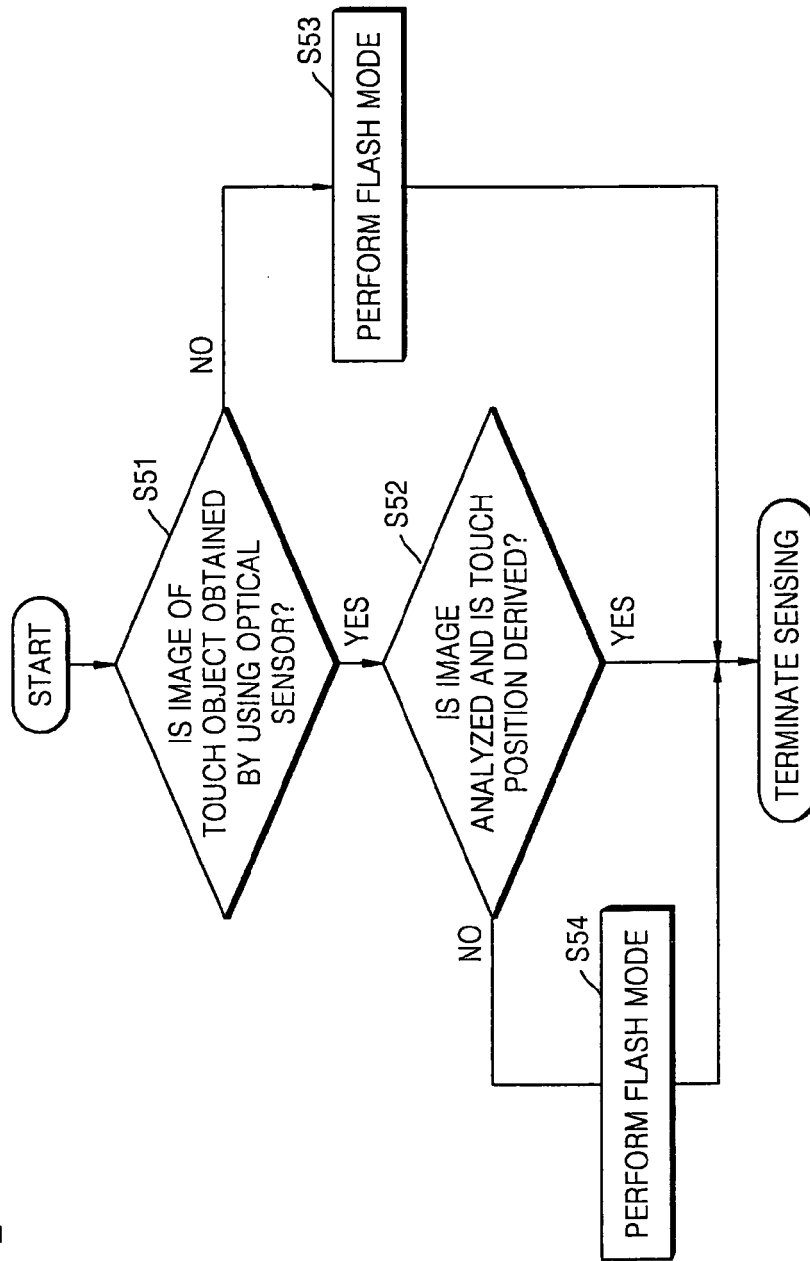 START
S51
IS IMAGE OF
TOUCH OBJECT OBTAINED
BY USING OPTICAL
SENSOR?
NO
YES
S53
PERFORM FLASH MODE
S52
IS IMAGE
ANALYZED AND IS TOUCH
POSITION DERIVED?
NO
YES
S54
PERFORM FLASH MODE
TERMINATE SENSING